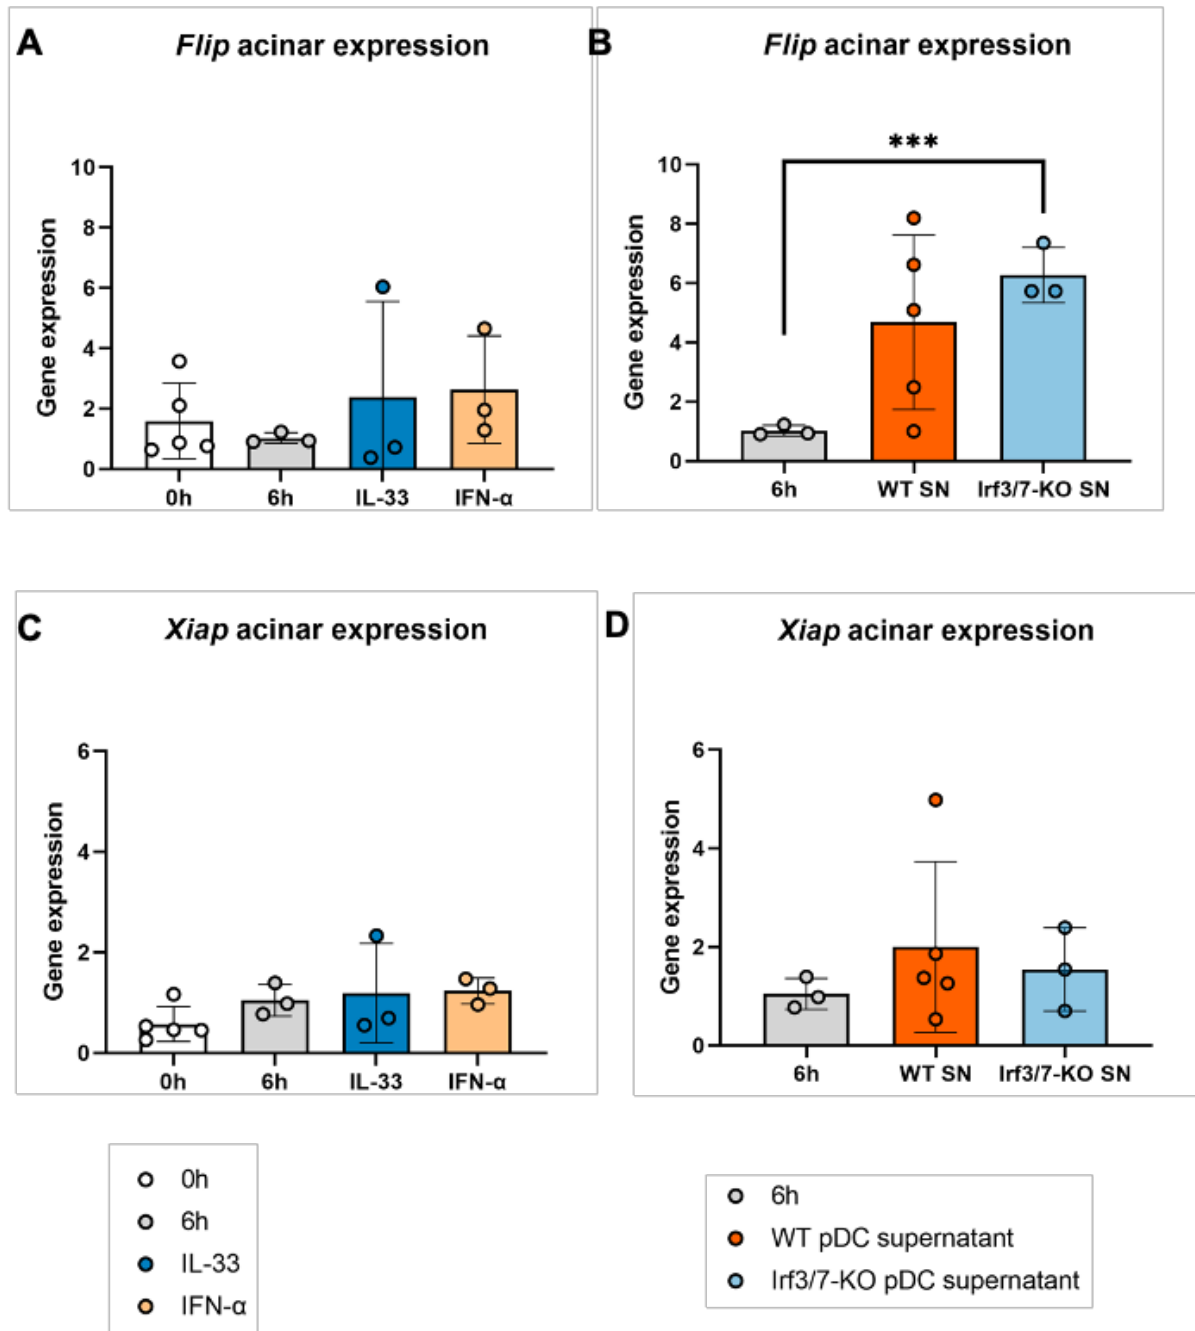 A
Flip acinar expression
Gene expression
10
8
6
4
2
0
0h 6h IL-33 IFN-α
B
Flip acinar expression
***
Gene expression
10
8
6
4
2
0
6h WT SN Irf3/7-KO SN
C
Xiap acinar expression
Gene expression
6
4
2
0
0h 6h IL-33 IFN-α
D
Xiap acinar expression
Gene expression
6
4
2
0
6h WT SN Irf3/7-KO SN
0h
6h
IL-33
IFN-α
6h
WT pDC supernatant
Irf3/7-KO pDC supernatant